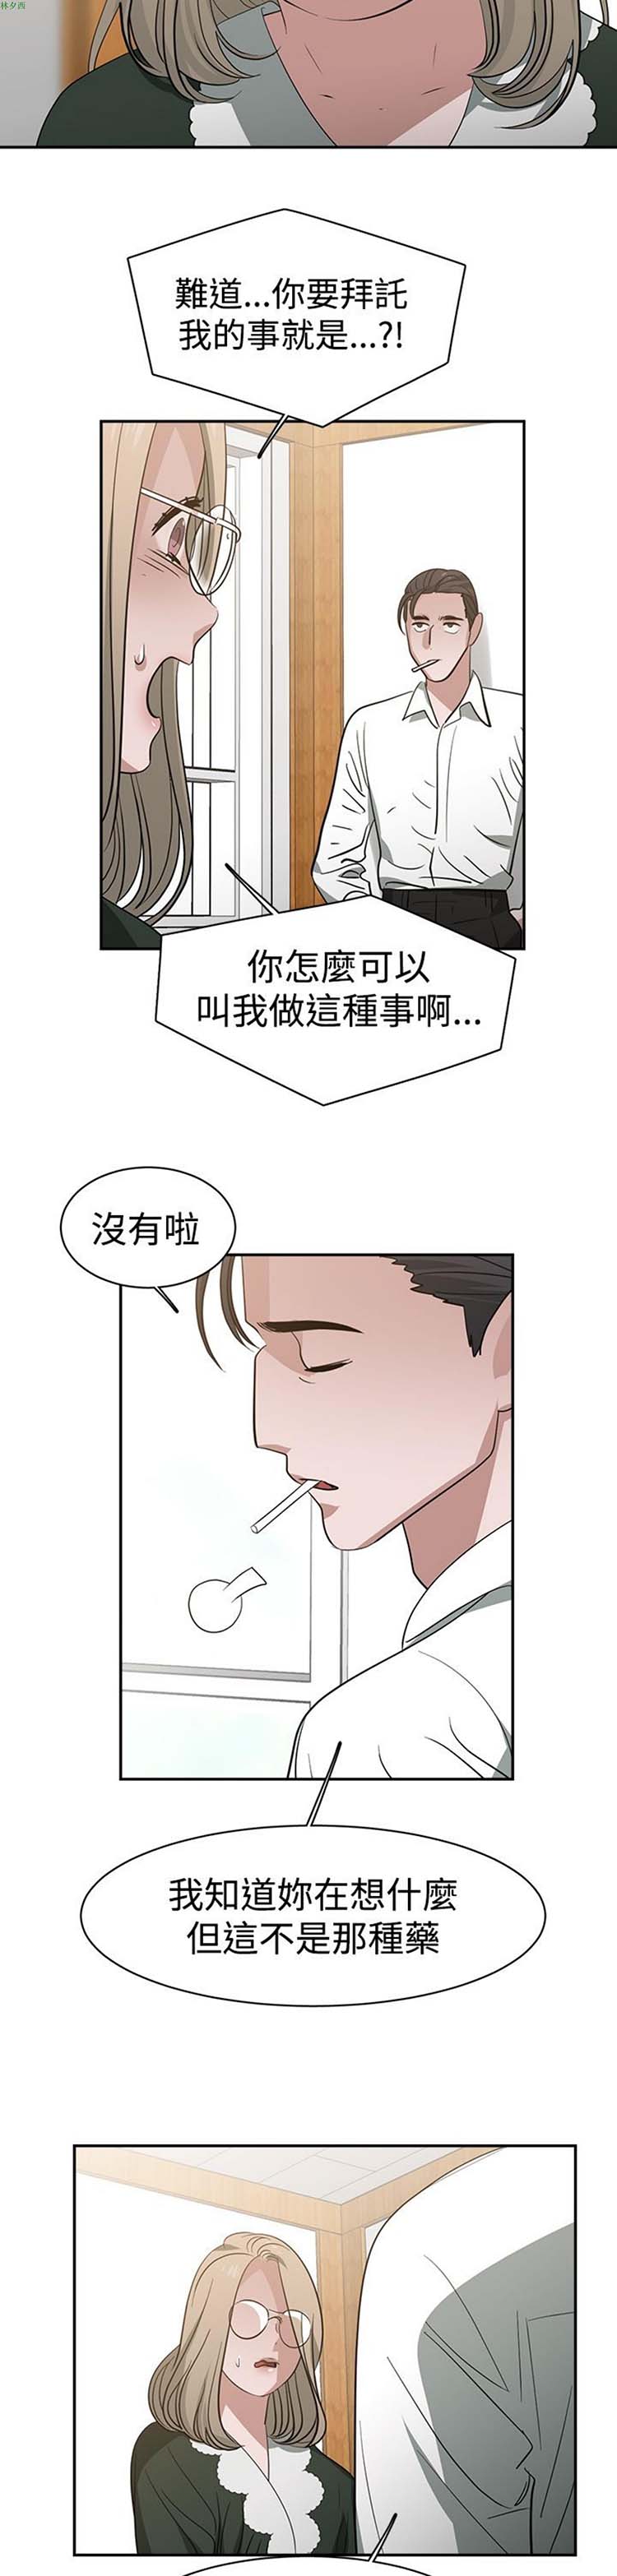 林夕西
難道...你要拜託
我的事就是...?!
你怎麼可以
叫我做這種事啊...
沒有啦
我知道妳在想什麼
但這不是那種藥